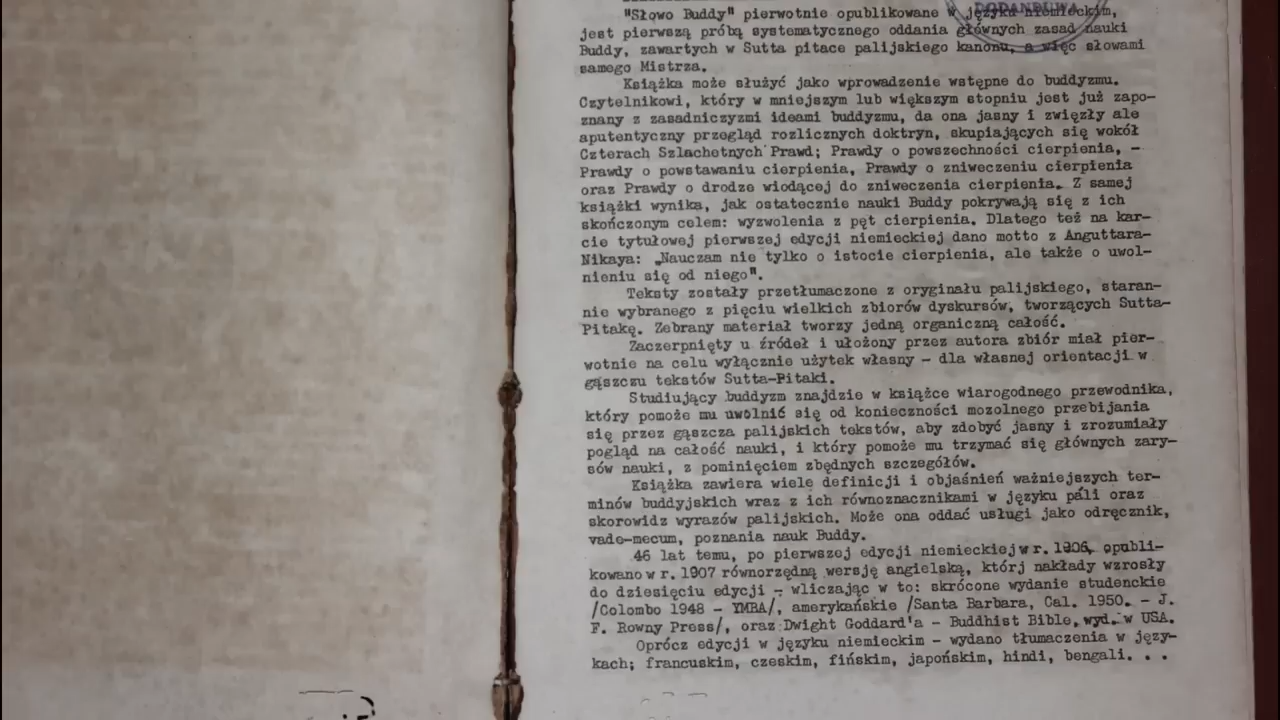 "Słowo Buddy" pierwotnie opublikowane w języku niemieckim,
DODANDUWA
jest pierwszą próbą systematycznego oddania głównych zasad nauki
Buddy, zawartych w Sutta pitace palijskiego kanonu, a więc słowami
samego Mistrza.
Książka może służyć jako wprowadzenie wstępne do buddyzmu.
Czytelnikowi, który w mniejszym lub większym stopniu jest już zapo-
znany z zasadniczyzmi ideami buddyzmu, da ona jasny i zwięzły ale
aputentyczny przegląd rozlicznych doktryn, skupiających się wokół
Czterach Szlachetnych Prawd; Prawdy o powszechności cierpienia, -
Prawdy o powstawaniu cierpienia, Prawdy o zniweczeniu cierpienia
oraz Prawdy o drodze wiodącej do zniweczenia cierpienia. Z samej
książki wynika, jak ostatecznie nauki Buddy pokrywają się z ich
skończonym celem: wyzwolenia z pęt cierpienia. Dlatego też na kar-
cie tytułowej pierwszej edycji niemieckiej dano motto z Anguttara-
Nikaya: „Nauczam nie tylko o istocie cierpienia, ale także o uwol-
nieniu się od niego".
Teksty zostały przetłumaczone z oryginału palijskiego, staran-
nie wybranego z pięciu wielkich zbiorów dyskursów, tworzących Sutta-
Pitakę. Zebrany materiał tworzy jedną organiczną całość.
Zaczerpnięty u źródeł i ułożony przez autora zbiór miał pier-
wotnie na celu wyłącznie użytek własny - dla własnej orientacji w
gąszczu tekstów Sutta-Pitaki.
Studiujący buddyzm znajdzie w książce wiarogodnego przewodnika,
który pomoże mu uwolnić się od konieczności mozolnego przebijania
się przez gąszcza palijskich tekstów, aby zdobyć jasny i zrozumiały
pogląd na całość nauki, i który pomoże mu trzymać się głównych zary-
sów nauki, z pominięciem zbędnych szczegółów.
Książka zawiera wiele definicji i objaśnień ważniejszych ter-
minów buddyjskich wraz z ich równoznacznikami w języku páli oraz
skorowidz wyrazów palijskich. Może ona oddać usługi jako odręcznik,
vade-mecum, poznania nauk Buddy.
46 lat temu, po pierwszej edycji niemieckiej w r. 1906, opubli-
kowano w r. 1907 równorzędną wersję angielską, którj nakłady wzrosły
do dziesięciu edycji - wliczając w to: skrócone wydanie studenckie
/Colombo 1948 - YMBA/, amerykańskie /Santa Barbara, Cal. 1950. - J.
F. Rowny Press/, oraz Dwight Goddard'a - Buddhist Bible, wyd. w USA.
Oprócz edycji w języku niemieckim - wydano tłumaczenia w języ-
kach; francuskim, czeskim, fińskim, japońskim, hindi, bengali. . .